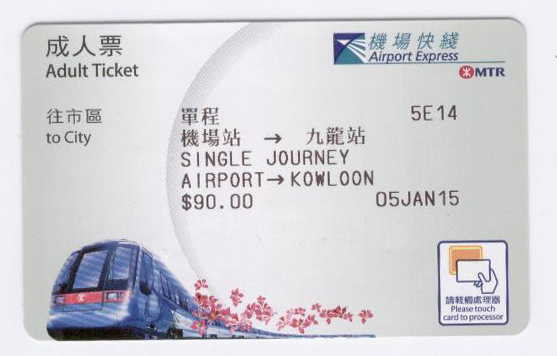 成人票
Adult Ticket
機場快綫
Airport Express
MTR
往市區
to City
單程 5E14
機場站 → 九龍站
SINGLE JOURNEY
AIRPORT→KOWLOON
$90.00 05JAN15
請輕觸處理器
Please touch
card to processor